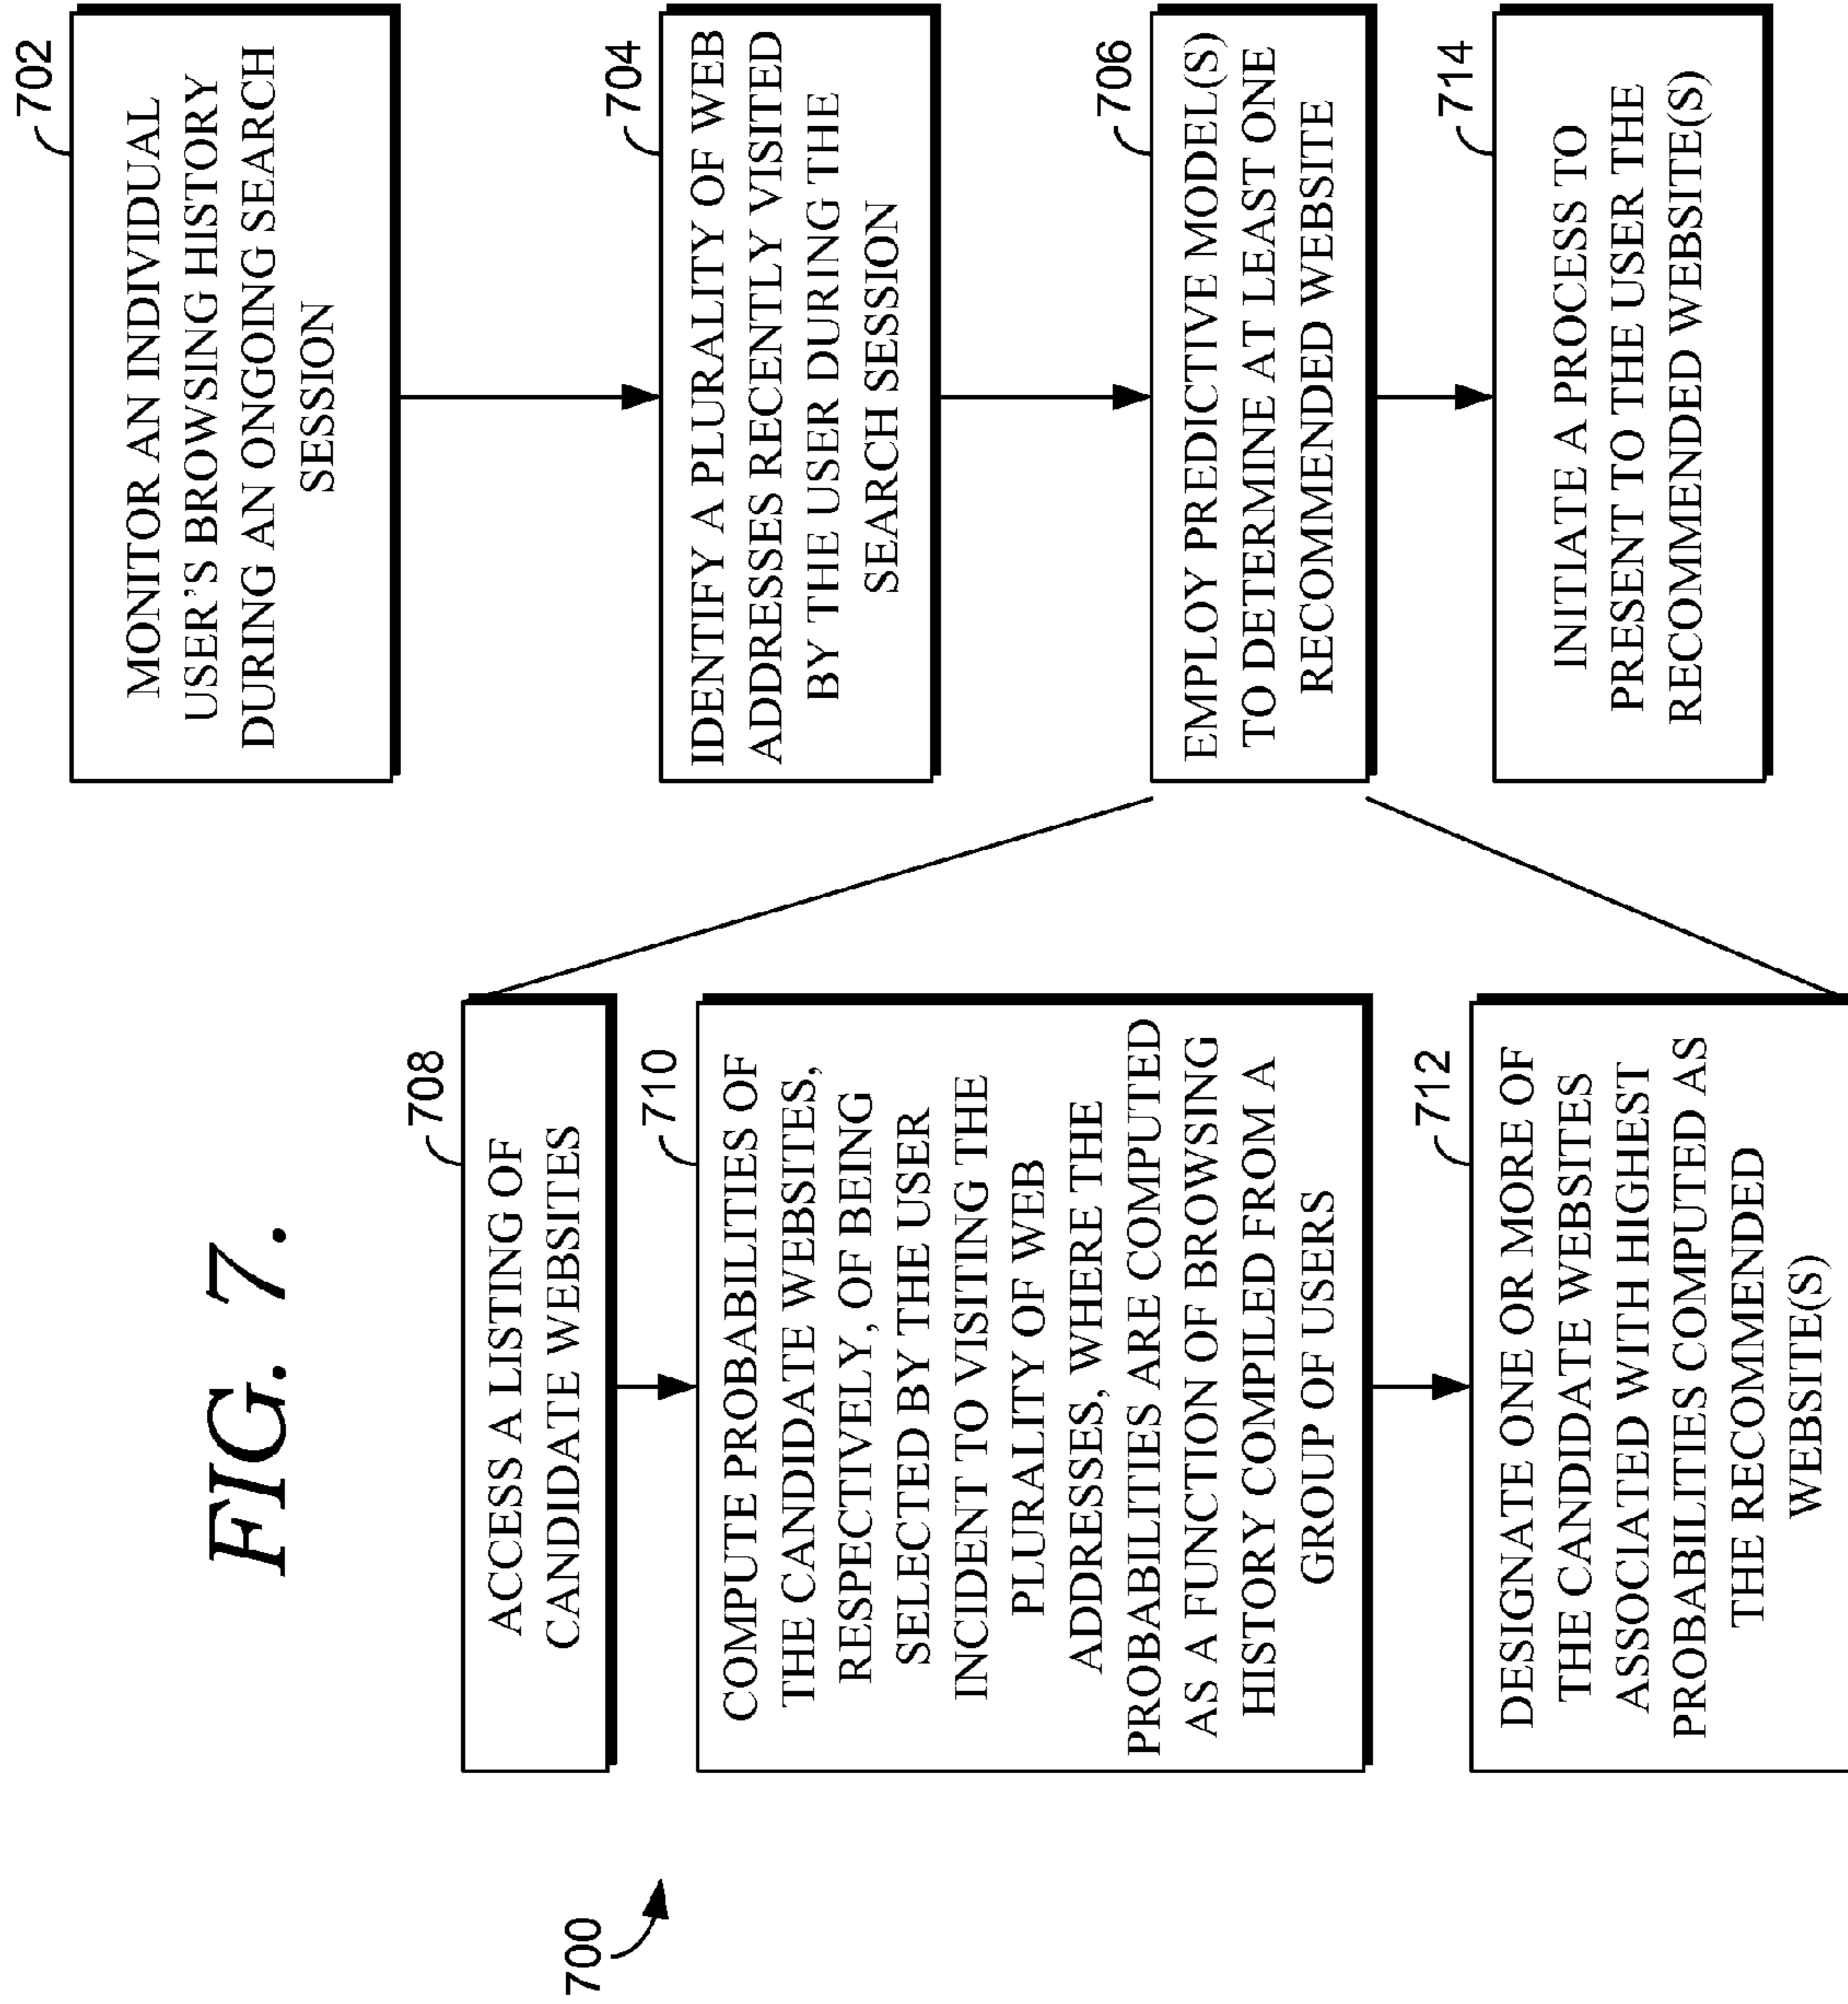 FIG. 7.
700
702
MONITOR AN INDIVIDUAL
USER'S BROWSING HISTORY
DURING AN ONGOING SEARCH
SESSION
704
IDENTIFY A PLURALITY OF WEB
ADDRESSES RECENTLY VISITED
BY THE USER DURING THE
SEARCH SESSION
706
EMPLOY PREDICTIVE MODEL(S)
TO DETERMINE AT LEAST ONE
RECOMMENDED WEBSITE
708
ACCESS A LISTING OF
CANDIDATE WEBSITES
710
COMPUTE PROBABILITIES OF
THE CANDIDATE WEBSITES,
RESPECTIVELY, OF BEING
SELECTED BY THE USER
INCIDENT TO VISITING THE
PLURALITY OF WEB
ADDRESSES, WHERE THE
PROBABILITIES ARE COMPUTED
AS A FUNCTION OF BROWSING
HISTORY COMPILED FROM A
GROUP OF USERS
712
DESIGNATE ONE OR MORE OF
THE CANDIDATE WEBSITES
ASSOCIATED WITH HIGHEST
PROBABILITIES COMPUTED AS
THE RECOMMENDED
WEBSITE(S)
714
INITIATE A PROCESS TO
PRESENT TO THE USER THE
RECOMMENDED WEBSITE(S)